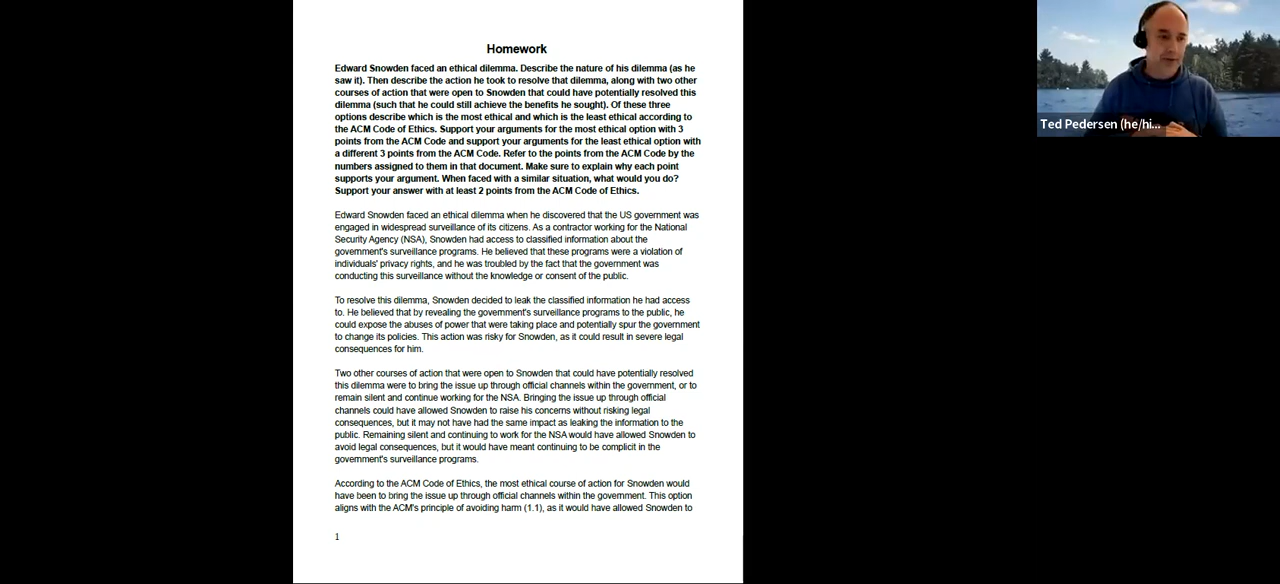 Homework
Edward Snowden faced an ethical dilemma. Describe the nature of his dilemma (as he
saw it). Then describe the action he took to resolve that dilemma, along with two other
courses of action that were open to Snowden that could have potentially resolved this
dilemma (such that he could still achieve the benefits he sought). Of these three
options describe which is the most ethical and which is the least ethical according to
the ACM Code of Ethics. Support your arguments for the most ethical option with 3
points from the ACM Code and support your arguments for the least ethical option with
a different 3 points from the ACM Code. Refer to the points from the ACM Code by the
numbers assigned to them in that document. Make sure to explain why each point
supports your argument. When faced with a similar situation, what would you do?
Support your answer with at least 2 points from the ACM Code of Ethics.
Edward Snowden faced an ethical dilemma when he discovered that the US government was
engaged in widespread surveillance of its citizens. As a contractor working for the National
Security Agency (NSA), Snowden had access to classified information about the
government's surveillance programs. He believed that these programs were a violation of
individuals' privacy rights, and he was troubled by the fact that the government was
conducting this surveillance without the knowledge or consent of the public.
To resolve this dilemma, Snowden decided to leak the classified information he had access
to. He believed that by revealing the government's surveillance programs to the public, he
could expose the abuses of power that were taking place and potentially spur the government
to change its policies. This action was risky for Snowden, as it could result in severe legal
consequences for him.
Two other courses of action that were open to Snowden that could have potentially resolved
this dilemma were to bring the issue up through official channels within the government, or to
remain silent and continue working for the NSA. Bringing the issue up through official
channels could have allowed Snowden to raise his concerns without risking legal
consequences, but it may not have had the same impact as leaking the information to the
public. Remaining silent and continuing to work for the NSA would have allowed Snowden to
avoid legal consequences, but it would have meant continuing to be complicit in the
government's surveillance programs.
According to the ACM Code of Ethics, the most ethical course of action for Snowden would
have been to bring the issue up through official channels within the government. This option
aligns with the ACM's principle of avoiding harm (1.1), as it would have allowed Snowden to
1
Ted Pedersen (he/hi...